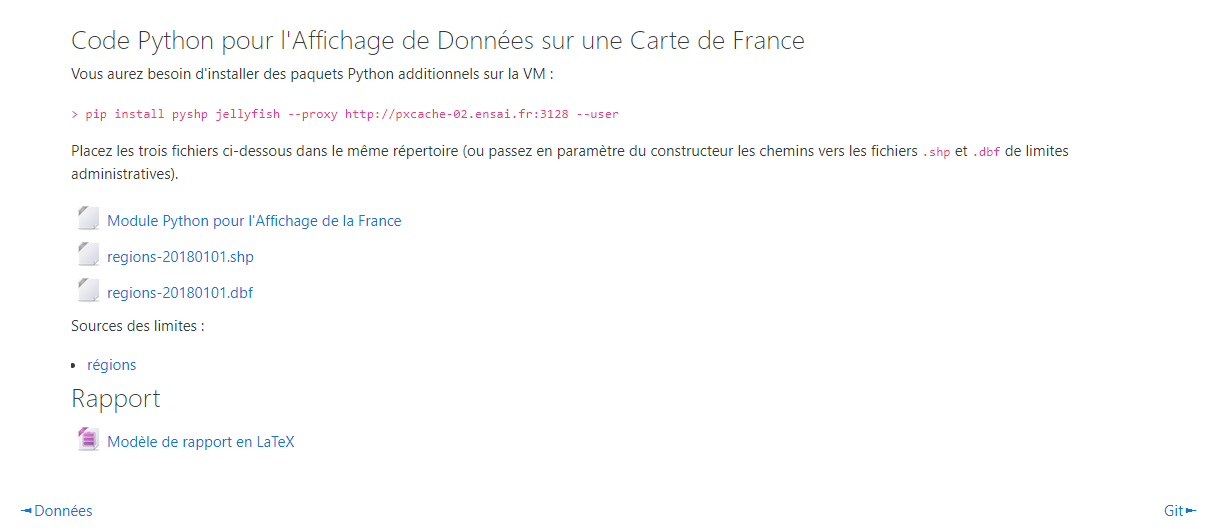 Code Python pour l'Affichage de Données sur une Carte de France
Vous aurez besoin d'installer des paquets Python additionnels sur la VM :
> pip install pyshp jellyfish --proxy http://pxcache-02.ensai.fr:3128 --user
Placez les trois fichiers ci-dessous dans le même répertoire (ou passez en paramètre du constructeur les chemins vers les fichiers .shp et .dbf de limites
administratives).
Module Python pour l'Affichage de la France
regions-20180101.shp
regions-20180101.dbf
Sources des limites :
• régions
Rapport
Modèle de rapport en LaTeX
◄Données
Git►